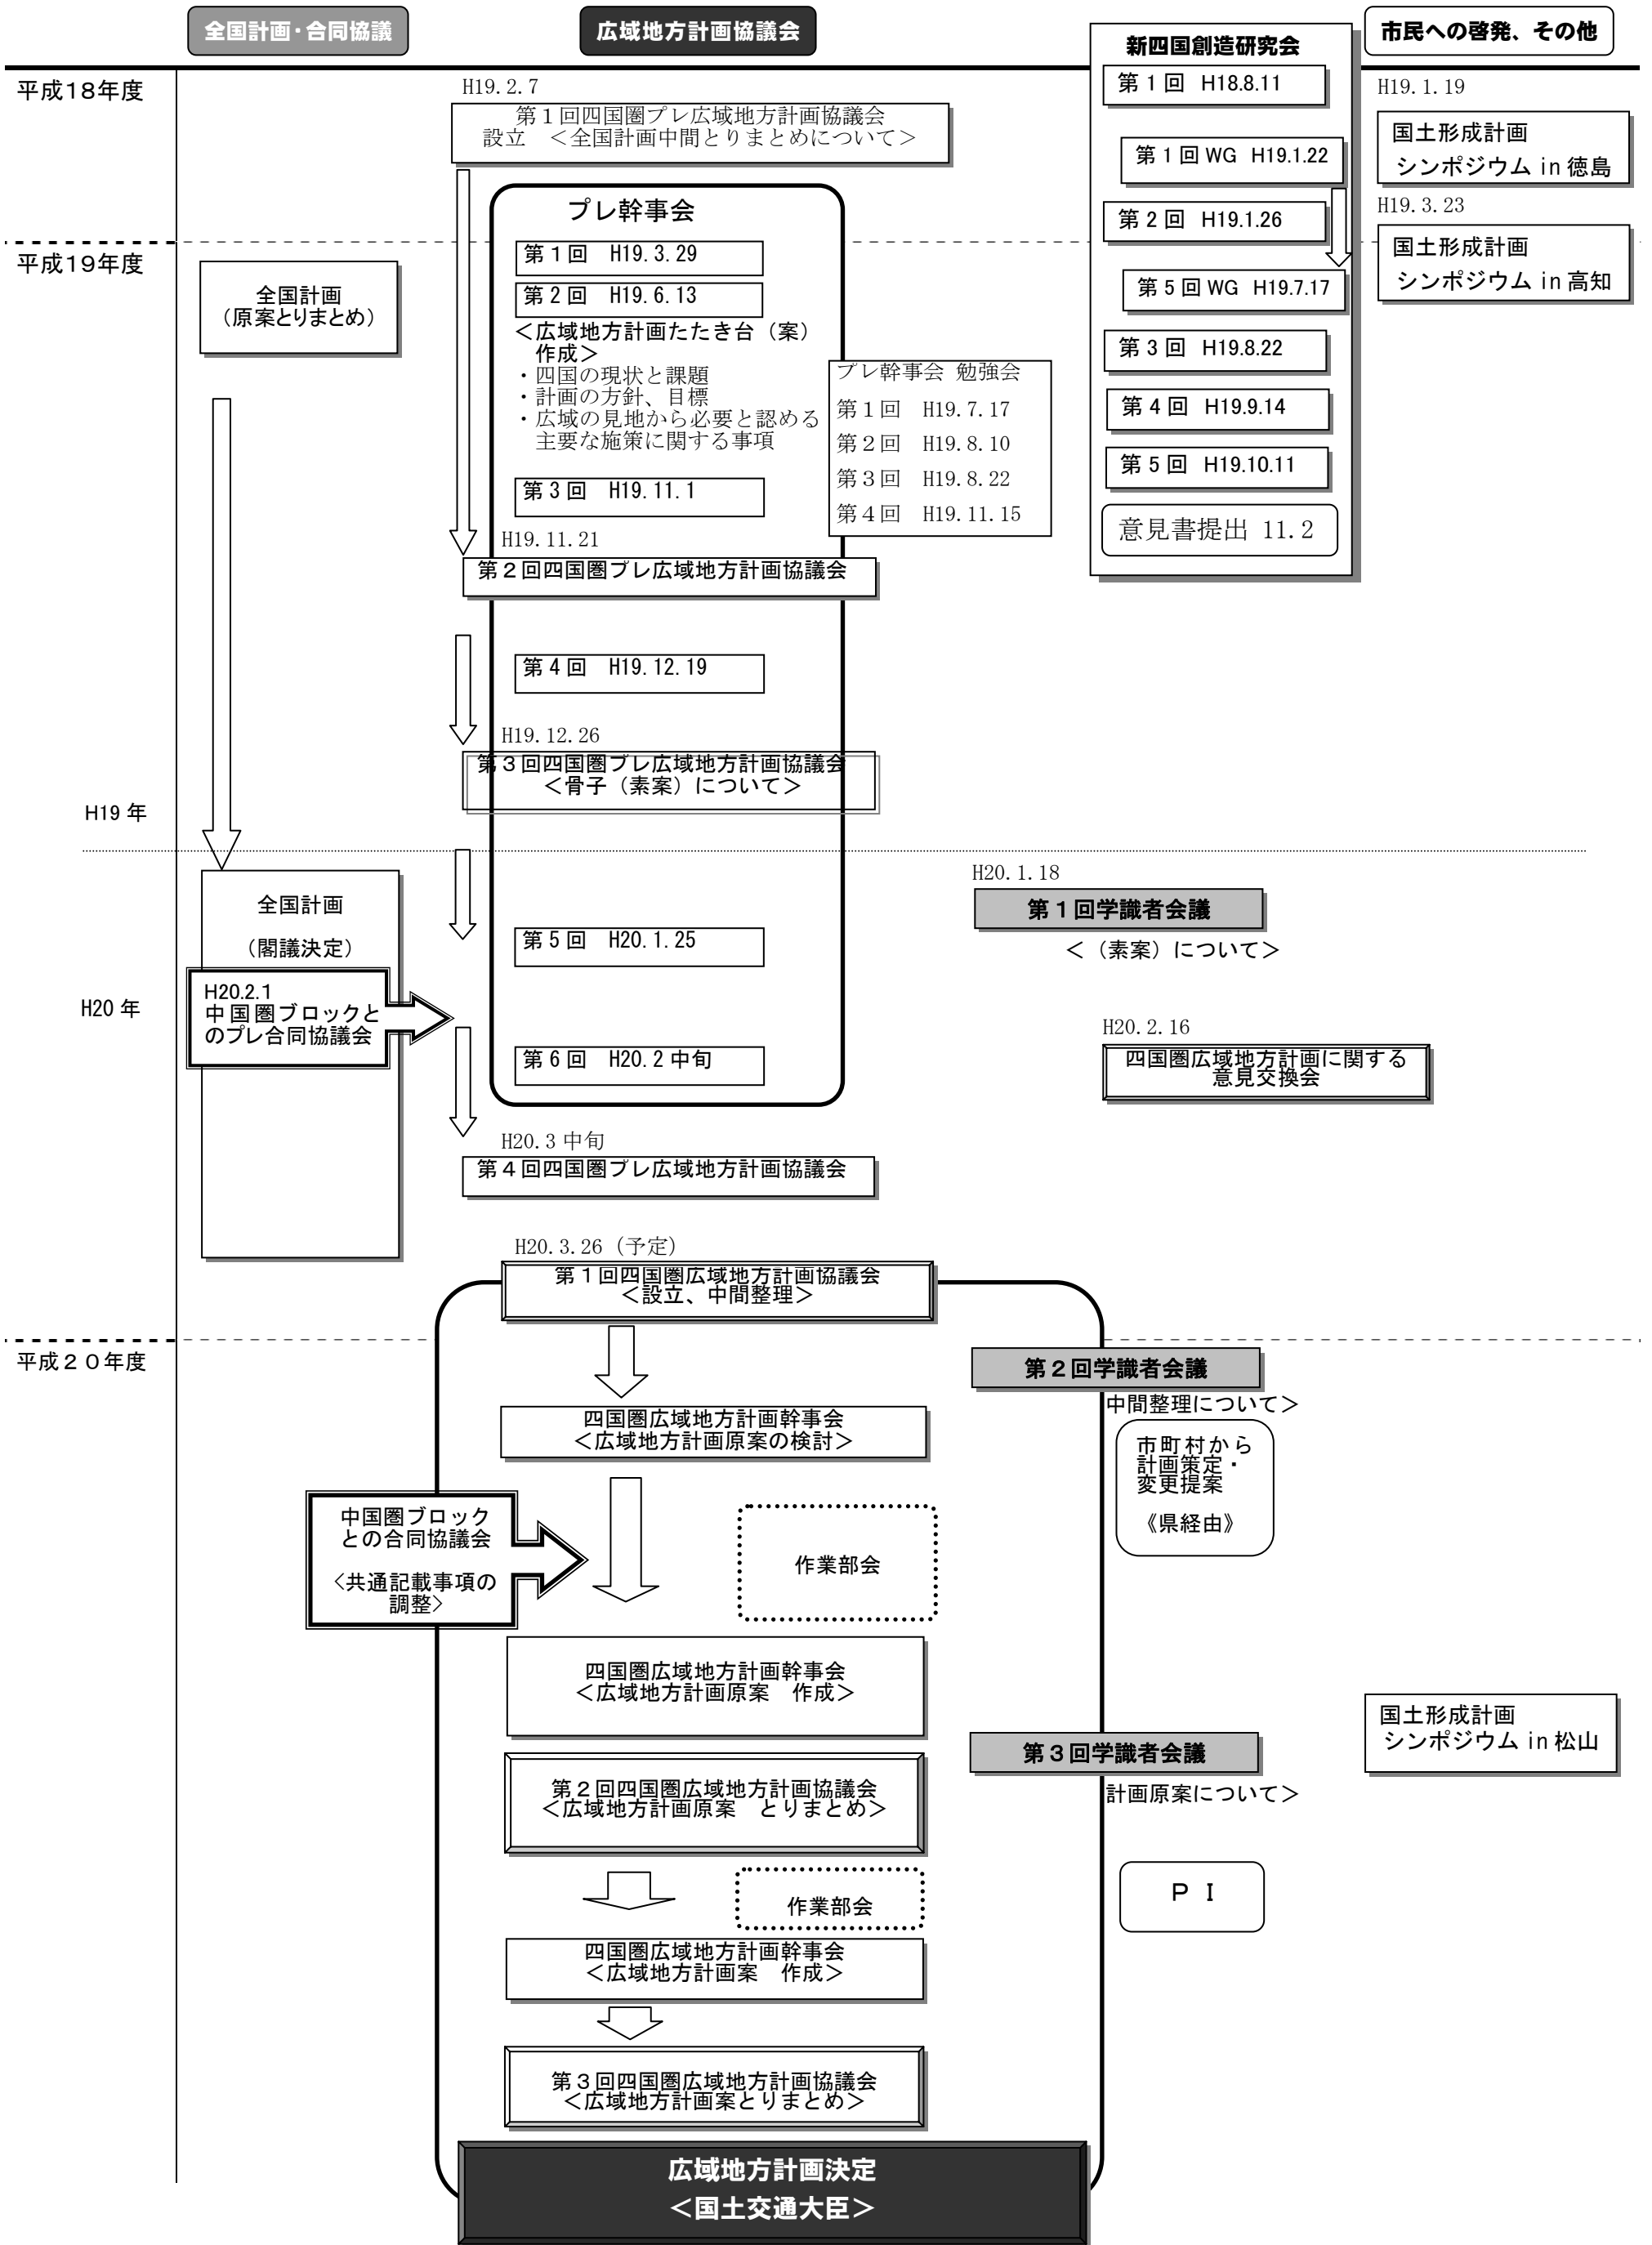 全国計画・合同協議
広域地方計画協議会
新四国創造研究会
市民への啓発、その他
平成18年度
H19.2.7
第1回四国圏プレ広域地方計画協議会
設立　＜全国計画中間とりまとめについて＞
プレ幹事会
第1回　H19.3.29
平成19年度
全国計画
（原案とりまとめ）
第2回　H19.6.13
＜広域地方計画たたき台（案）
作成＞
・四国の現状と課題
・計画の方針、目標
・広域の見地から必要と認める
主要な施策に関する事項
プレ幹事会 勉強会
第1回　H19.7.17
第2回　H19.8.10
第3回　H19.8.22
第4回　H19.11.15
第3回　H19.11.1
第1回 H18.8.11
第1回 WG H19.1.22
第2回 H19.1.26
第5回 WG H19.7.17
第3回 H19.8.22
第4回 H19.9.14
第5回 H19.10.11
意見書提出 11.2
H19.1.19
国土形成計画
シンポジウム in 徳島
H19.3.23
国土形成計画
シンポジウム in 高知
H19.11.21
第2回四国圏プレ広域地方計画協議会
第4回　H19.12.19
H19.12.26
第3回四国圏プレ広域地方計画協議会
＜骨子（素案）について＞
H19 年
全国計画
（閣議決定）
H20.1.18
第1回学識者会議
＜（素案）について＞
第5回　H20.1.25
H20 年
H20.2.1
中国圏ブロックと
のプレ合同協議会
第6回　H20.2 中旬
H20.2.16
四国圏広域地方計画に関する
意見交換会
H20.3 中旬
第4回四国圏プレ広域地方計画協議会
H20.3.26（予定）
第1回四国圏広域地方計画協議会
＜設立、中間整理＞
平成20年度
第2回学識者会議
中間整理について＞
四国圏広域地方計画幹事会
＜広域地方計画原案の検討＞
市町村から
計画策定・
変更提案
《県経由》
中国圏ブロック
との合同協議会
〈共通記載事項の
調整〉
作業部会
四国圏広域地方計画幹事会
＜広域地方計画原案　作成＞
国土形成計画
シンポジウム in 松山
第3回学識者会議
計画原案について＞
第2回四国圏広域地方計画協議会
＜広域地方計画原案　とりまとめ＞
作業部会
ＰＩ
四国圏広域地方計画幹事会
＜広域地方計画案　作成＞
第3回四国圏広域地方計画協議会
＜広域地方計画案とりまとめ＞
広域地方計画決定
＜国土交通大臣＞